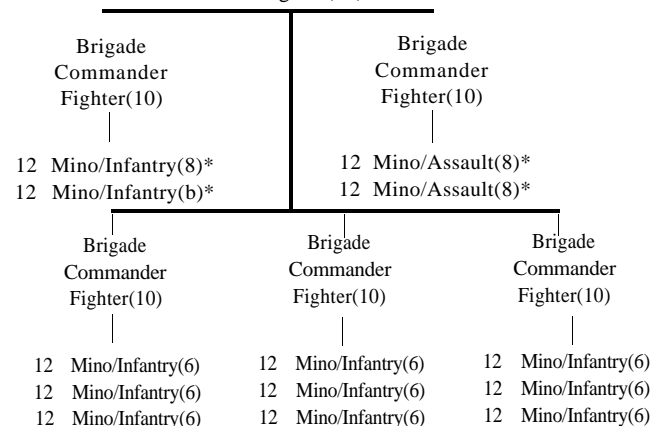 Brigade
Commander
Fighter(10)
12 Mino/Infantry(8)*
12 Mino/Infantry(b)*
Brigade
Commander
Fighter(10)
12 Mino/Assault(8)*
12 Mino/Assault(8)*
Brigade
Commander
Fighter(10)
12 Mino/Infantry(6)
12 Mino/Infantry(6)
12 Mino/Infantry(6)
Brigade
Commander
Fighter(10)
12 Mino/Infantry(6)
12 Mino/Infantry(6)
12 Mino/Infantry(6)
Brigade
Commander
Fighter(10)
12 Mino/Infantry(6)
12 Mino/Infantry(6)
12 Mino/Infantry(6)